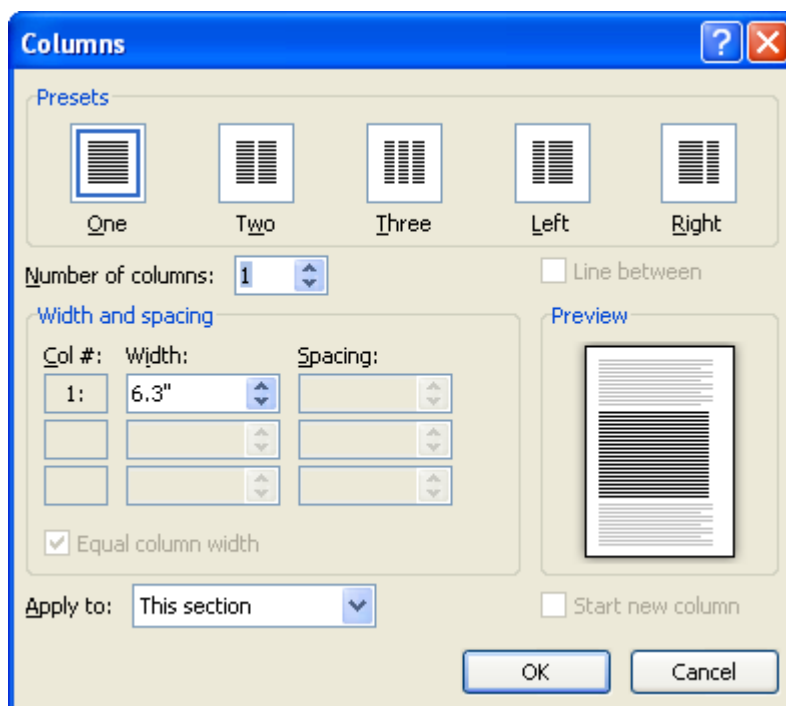 Columns
Presets
One Two Three Left Right
Number of columns: 1 Line between
Width and spacing Preview
Col #: Width: Spacing:
1: 6.3"
Equal column width
Apply to: This section Start new column
OK Cancel